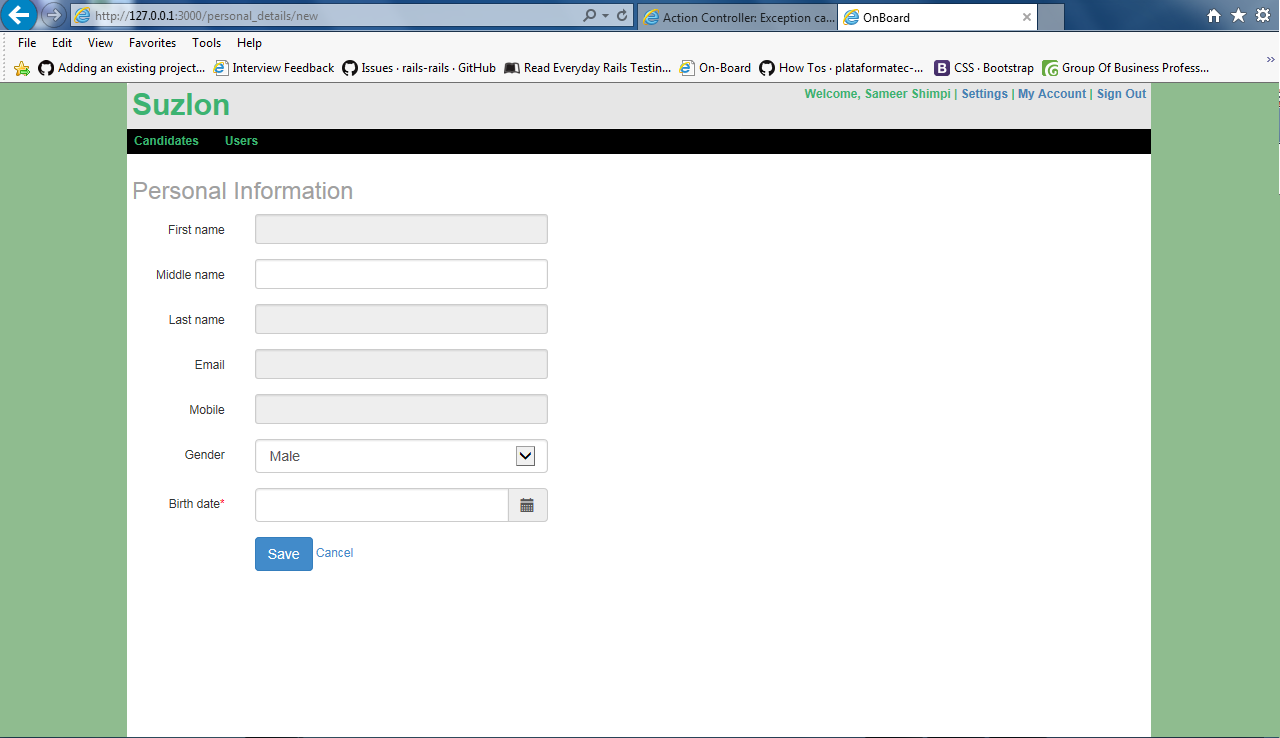 http://127.0.0.1:3000/personal_details/new
Action Controller: Exception ca...
OnBoard
File Edit View Favorites Tools Help
Adding an existing project... Interview Feedback Issues · rails-rails · GitHub Read Everyday Rails Testin... On-Board How Tos · plataformatec-... CSS · Bootstrap Group Of Business Profess...
Suzlon
Welcome, Sameer Shimpi | Settings | My Account | Sign Out
Candidates Users
Personal Information
First name
Middle name
Last name
Email
Mobile
Gender Male
Birth date*
Save Cancel